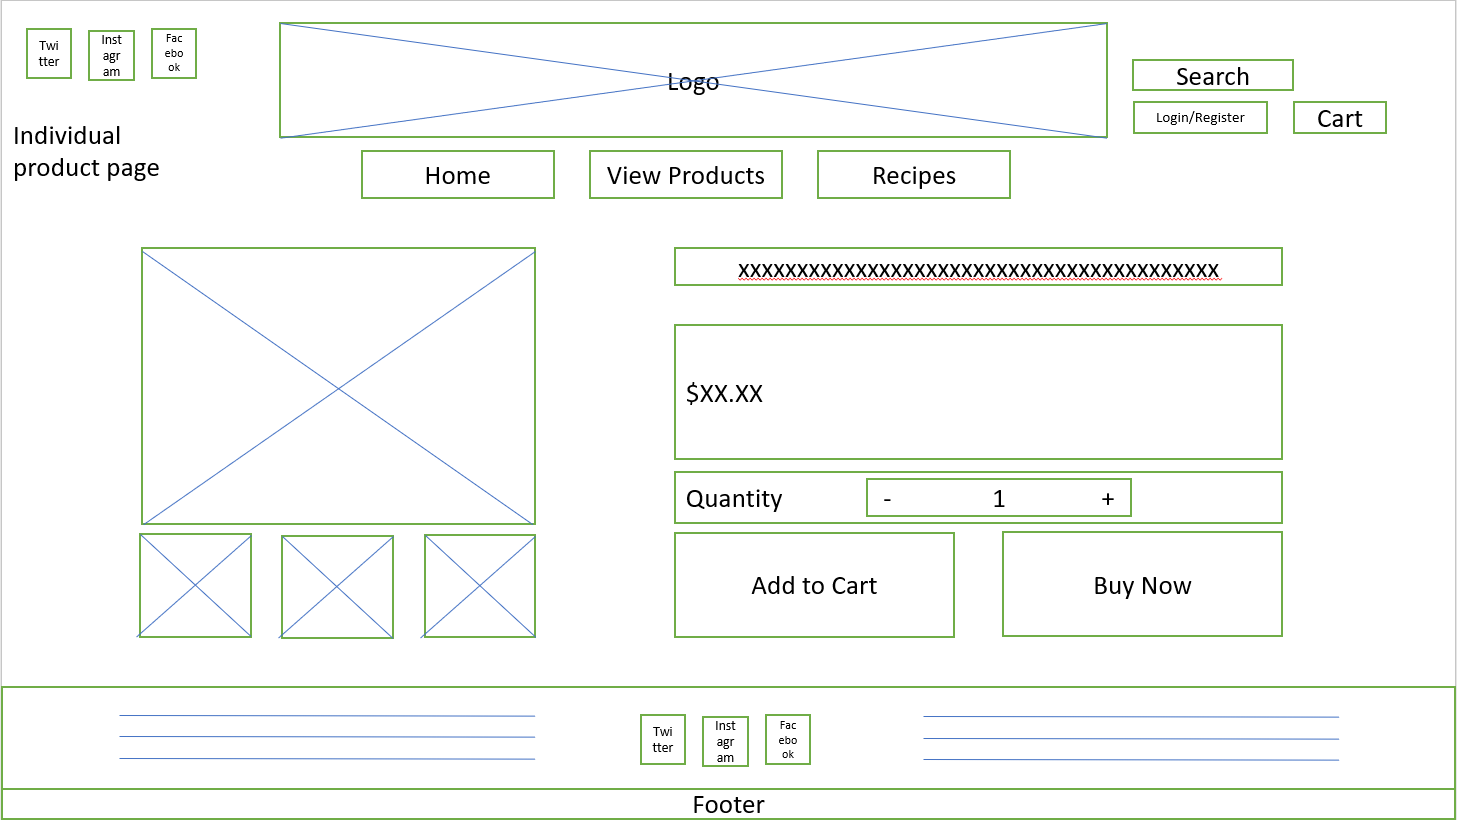 Twi
tter
Inst
agr
am
Fac
ebo
ok
Logo
Search
Login/Register
Cart
Individual
product page
Home
View Products
Recipes
xxxxxxxxxxxxxxxxxxxxxxxxxxxxxxxxxxxxxxxxx
$XX.XX
Quantity
- 1 +
Add to Cart
Buy Now
Twi
tter
Inst
agr
am
Fac
ebo
ok
Footer